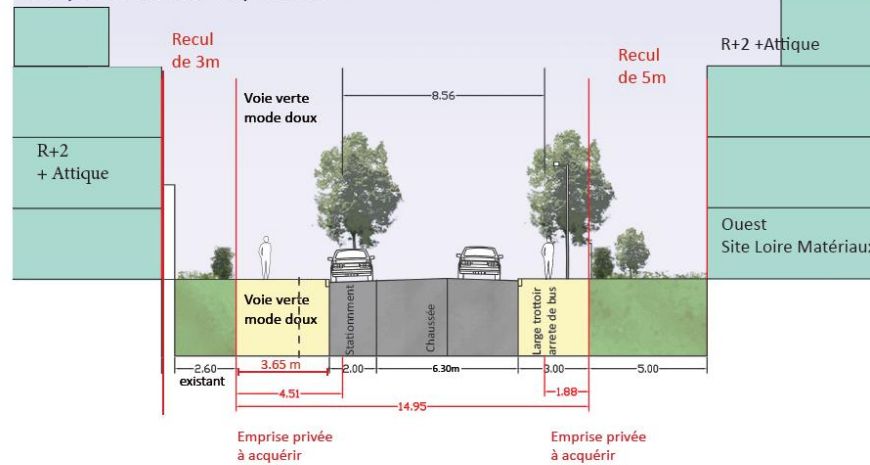 Recul
de 3m
Voie verte
mode doux
8.56
Recul
de 5m
R+2 +Attique
R+2
+ Attique
Ouest
Site Loire Matériaux
Voie verte
mode doux
Stationnment
Chaussée
Large trottoir
arrete de bus
2.60
existant
3.65 m
2.00
6.30m
3.00
5.00
4.51
1.88
14.95
Emprise privée
à acquérir
Emprise privée
à acquérir